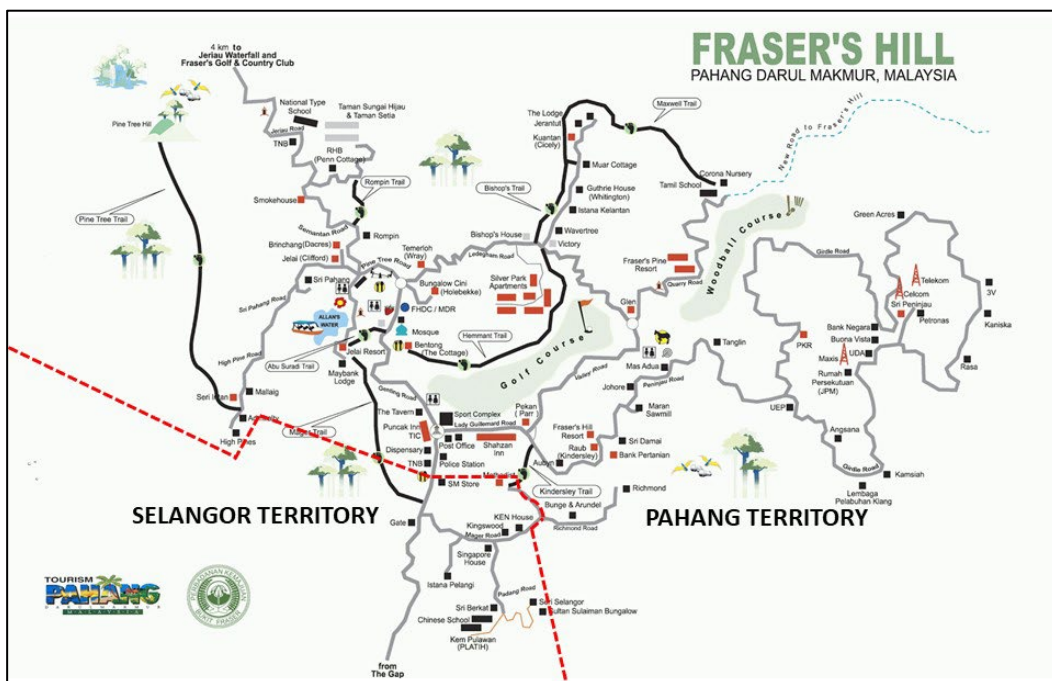 FRASER'S HILL
PAHANG DARUL MAKMUR, MALAYSIA
4 km to
Jeriau Waterfall and
Fraser's Golf & Country Club
National Type
School
Taman Sungai Hijau
& Taman Setia
Jeriau Road
TNB
RHB
(Penn Cottage)
Pine Tree Hill
Pine Tree Trail
Smokehouse
Rompin Trail
Semantan Road
Rompin
Brinchang(Dacres)
Jelai (Clifford)
Pine Tree Road
Temerloh
(Wray)
Ledegham Road
Sri Pahang
Sri Pahang Road
Bungalow Cini
(Holebekke)
FHDC / MDR
ALLAN'S
WATER
Mosque
Bentong
(The Cottage)
Abu Suradi Trail
Jelai Resort
Maybank
Lodge
High Pine Road
Mallaig
Seri Intan
High Pines
Mager Trail
Genting Road
The Tavern
Puncak Inn
TIC
Dispensary
TNB
Sport Complex
Lady Guillemard Road
Post Office
Police Station
Shahzan
Inn
SM Store
Methodist
Gate
The Lodge
Jerantut
Kuantan
(Cicely)
Maxwell Trail
Muar Cottage
Bishop's Trail
Guthrie House
(Whitington)
Istana Kelantan
Bishop's House
Wavertree
Victory
Corona Nursery
Tamil School
New Road to Fraser's Hill
Woodball Course
Silver Park
Apartments
Fraser's Pine
Resort
Quarry Road
Glen
Hemmant Trail
Golf Course
Valley Road
Mas Adua
Peninjau Road
Tanglin
Pekan
( Parr )
Johore
Maran
Sawmill
Fraser's Hill
Resort
Raub
(Kindersley)
Sri Damai
Bank Pertanian
Aubyn
Kindersley Trail
Richmond
Bunge & Arundel
Richmond Road
KEN House
Kingswood
Mager Road
Singapore
House
Istana Pelangi
Padang Road
Sri Berkat
Chinese School
Kem Pulawan
(PLATIH)
Seri Selangor
Sultan Sulaiman Bungalow
from
The Gap
Green Acres
Girdle Road
Telekom
Celcom
Sri Peninjau
Petronas
3V
Kaniska
Rasa
Bank Negara
Buona Vista
UDA
Maxis
PKR
Rumah
Persekutuan
(JPM)
UEP
Angsana
Girdle Road
Kamsiah
Lembaga
Pelabuhan Klang
SELANGOR TERRITORY
PAHANG TERRITORY
TOURISM
PAHANG
MALAYSIA